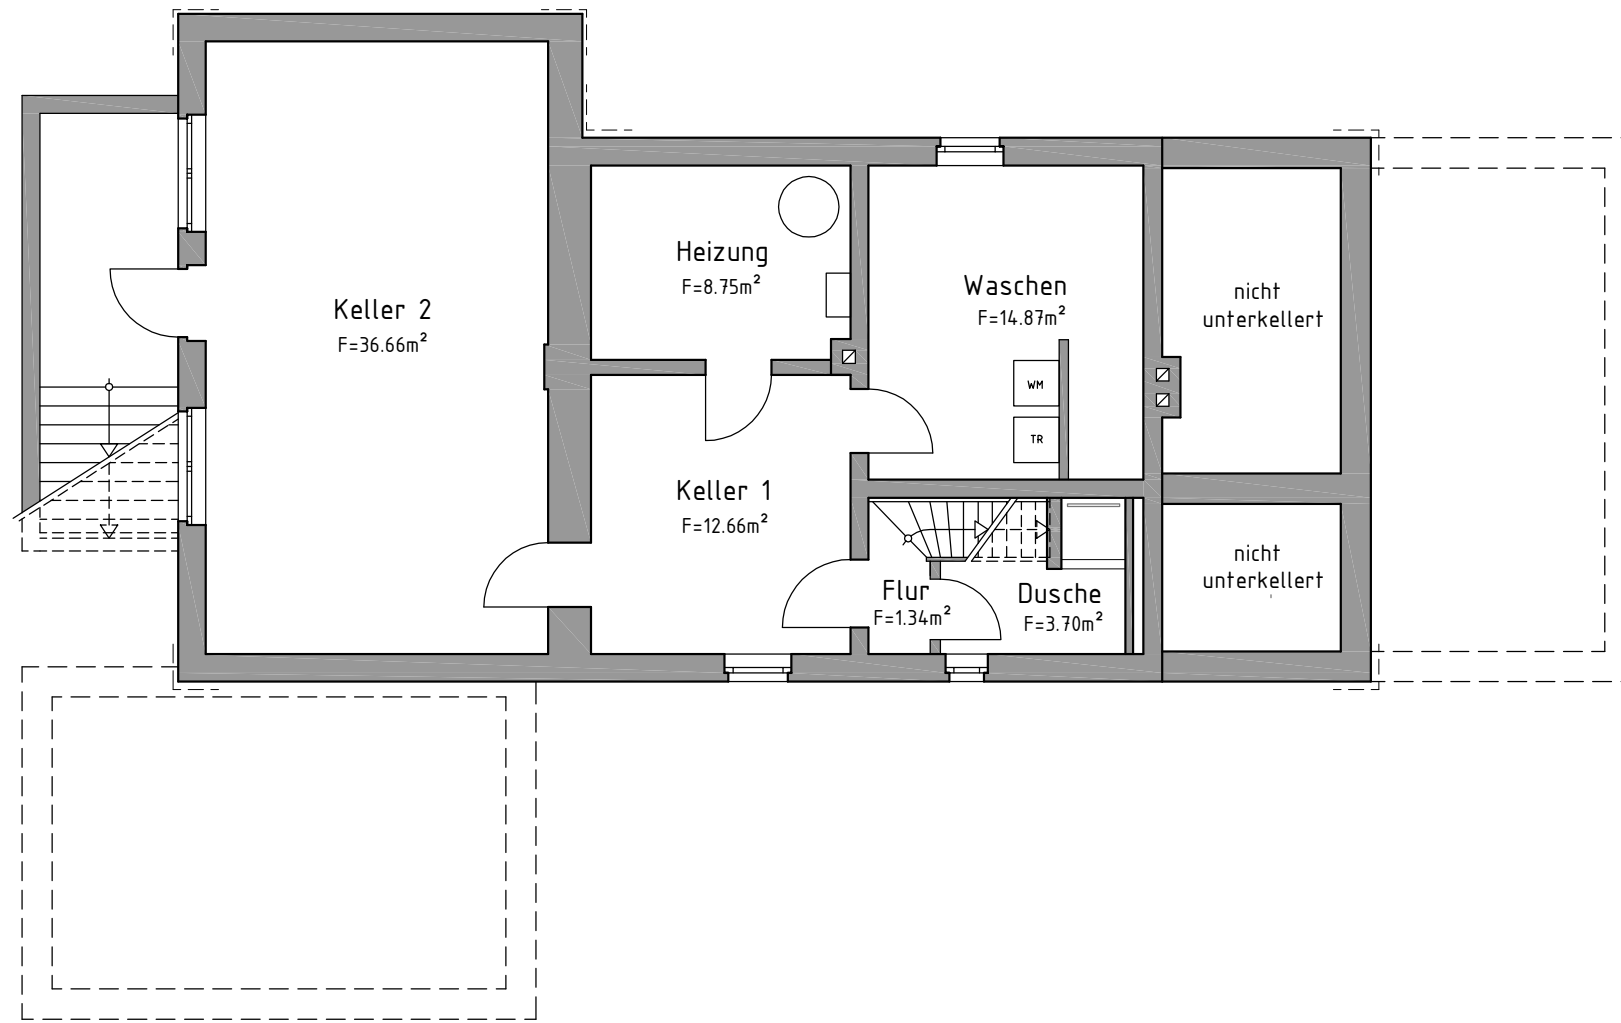 Keller 2
F=36.66m²
Heizung
F=8.75m²
Waschen
F=14.87m²
WM
TR
nicht
unterkellert
Keller 1
F=12.66m²
Flur
F=1.34m²
Dusche
F=3.70m²
nicht
unterkellert